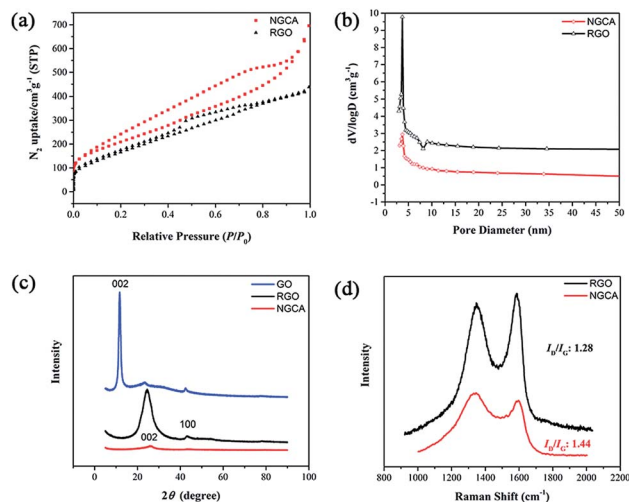 (a)
NGCA
RGO
700
600
500
400
300
200
100
0
N2 uptake/cm3g-1 (STP)
0.0 0.2 0.4 0.6 0.8 1.0
Relative Pressure (P/P0)
(b)
NGCA
RGO
10
9
8
7
6
5
4
3
2
1
0
-1
dV/logD (cm3g-1)
0 5 10 15 20 25 30 35 40 45 50
Pore Diameter (nm)
(c)
002
GO
RGO
NGCA
Intensity
100
002
0 20 40 60 80 100
2θ (degree)
(d)
RGO
NGCA
Intensity
ID/IG: 1.28
ID/IG: 1.44
800 1000 1200 1400 1600 1800 2000 2200
Raman Shift (cm-1)